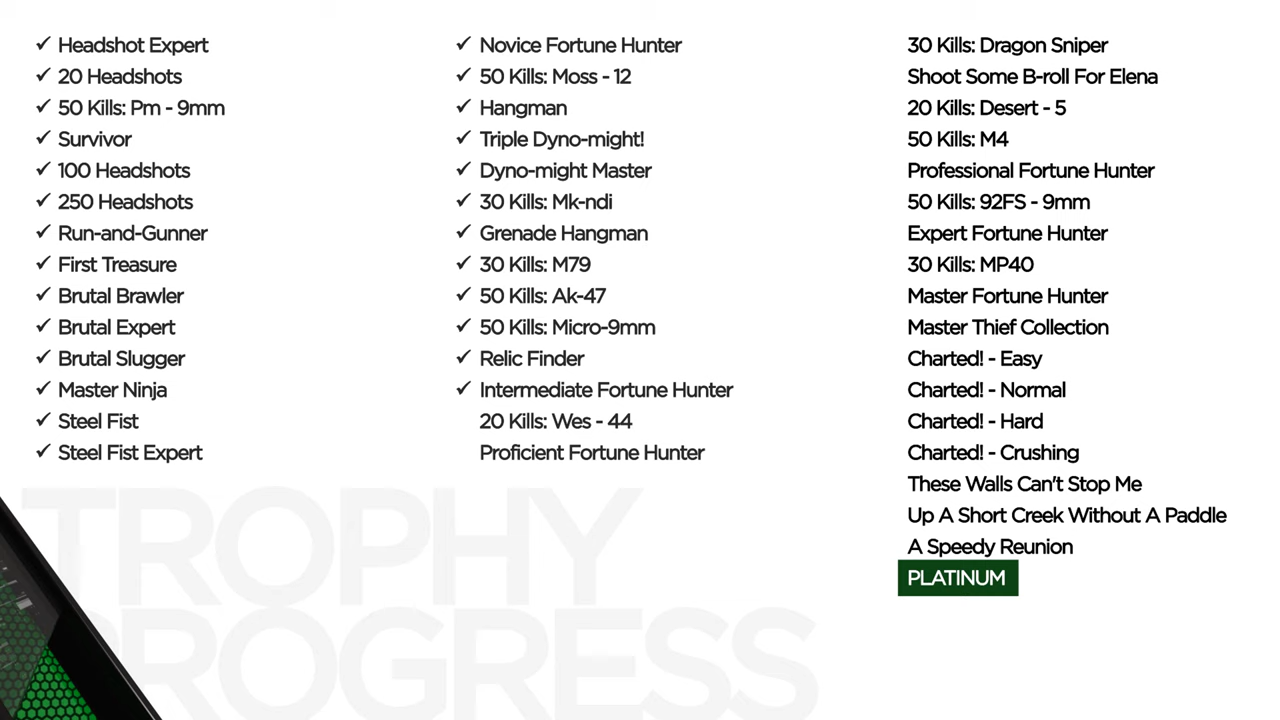 ✓ Headshot Expert
✓ 20 Headshots
✓ 50 Kills: Pm - 9mm
✓ Survivor
✓ 100 Headshots
✓ 250 Headshots
✓ Run-and-Gunner
✓ First Treasure
✓ Brutal Brawler
✓ Brutal Expert
✓ Brutal Slugger
✓ Master Ninja
✓ Steel Fist
✓ Steel Fist Expert
✓ Novice Fortune Hunter
✓ 50 Kills: Moss - 12
✓ Hangman
✓ Triple Dyno-might!
✓ Dyno-might Master
✓ 30 Kills: Mk-ndi
✓ Grenade Hangman
✓ 30 Kills: M79
✓ 50 Kills: Ak-47
✓ 50 Kills: Micro-9mm
✓ Relic Finder
✓ Intermediate Fortune Hunter
20 Kills: Wes - 44
Proficient Fortune Hunter
30 Kills: Dragon Sniper
Shoot Some B-roll For Elena
20 Kills: Desert - 5
50 Kills: M4
Professional Fortune Hunter
50 Kills: 92FS - 9mm
Expert Fortune Hunter
30 Kills: MP40
Master Fortune Hunter
Master Thief Collection
Charted! - Easy
Charted! - Normal
Charted! - Hard
Charted! - Crushing
These Walls Can't Stop Me
Up A Short Creek Without A Paddle
A Speedy Reunion
PLATINUM
TROPHY
PROGRESS